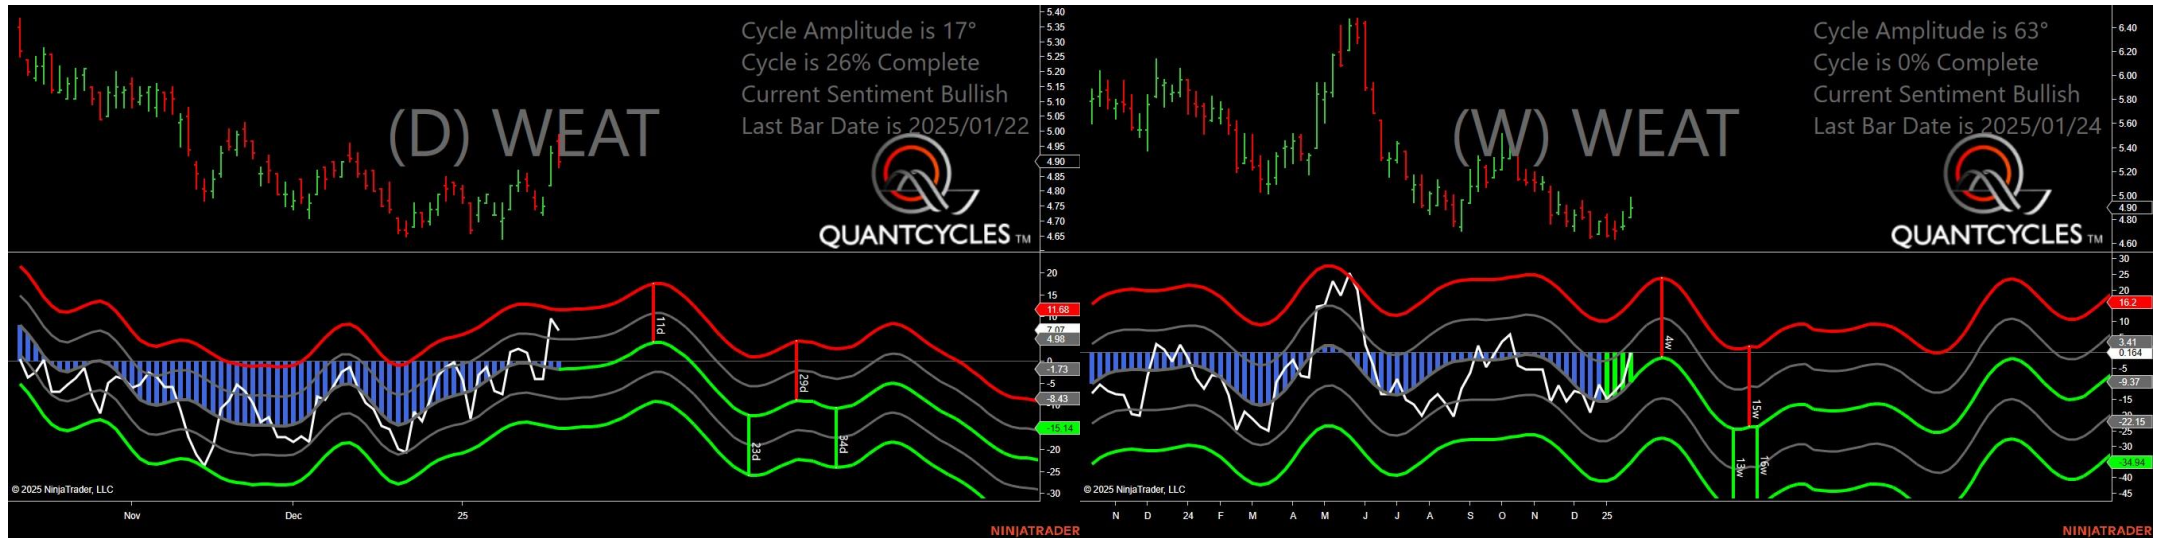 Cycle Amplitude is 17°
Cycle is 26% Complete
Current Sentiment Bullish
Last Bar Date is 2025/01/22
(D) WEAT
QUANTCYCLES TM
5.40
5.35
5.30
5.25
5.20
5.15
5.10
5.05
5.00
4.95
4.90
4.85
4.80
4.75
4.70
4.65
20
15
11.68
10
7.07
4.98
0
-1.73
-5
-8.43
-15.14
-20
-25
-30
11d
23d
29d
34d
© 2025 NinjaTrader, LLC
Nov
Dec
25
NINJATRADER
Cycle Amplitude is 63°
Cycle is 0% Complete
Current Sentiment Bullish
Last Bar Date is 2025/01/24
(W) WEAT
QUANTCYCLES TM
6.40
6.20
6.00
5.80
5.60
5.40
5.20
5.00
4.90
4.80
4.60
30
25
20
16.2
10
3.41
0.164
-5
-9.37
-15
-22.15
-25
-30
-34.94
-40
-45
4w
13w
15w
16w
© 2025 NinjaTrader, LLC
N
D
24
F
M
A
M
J
J
A
S
O
N
D
25
NINJATRADER